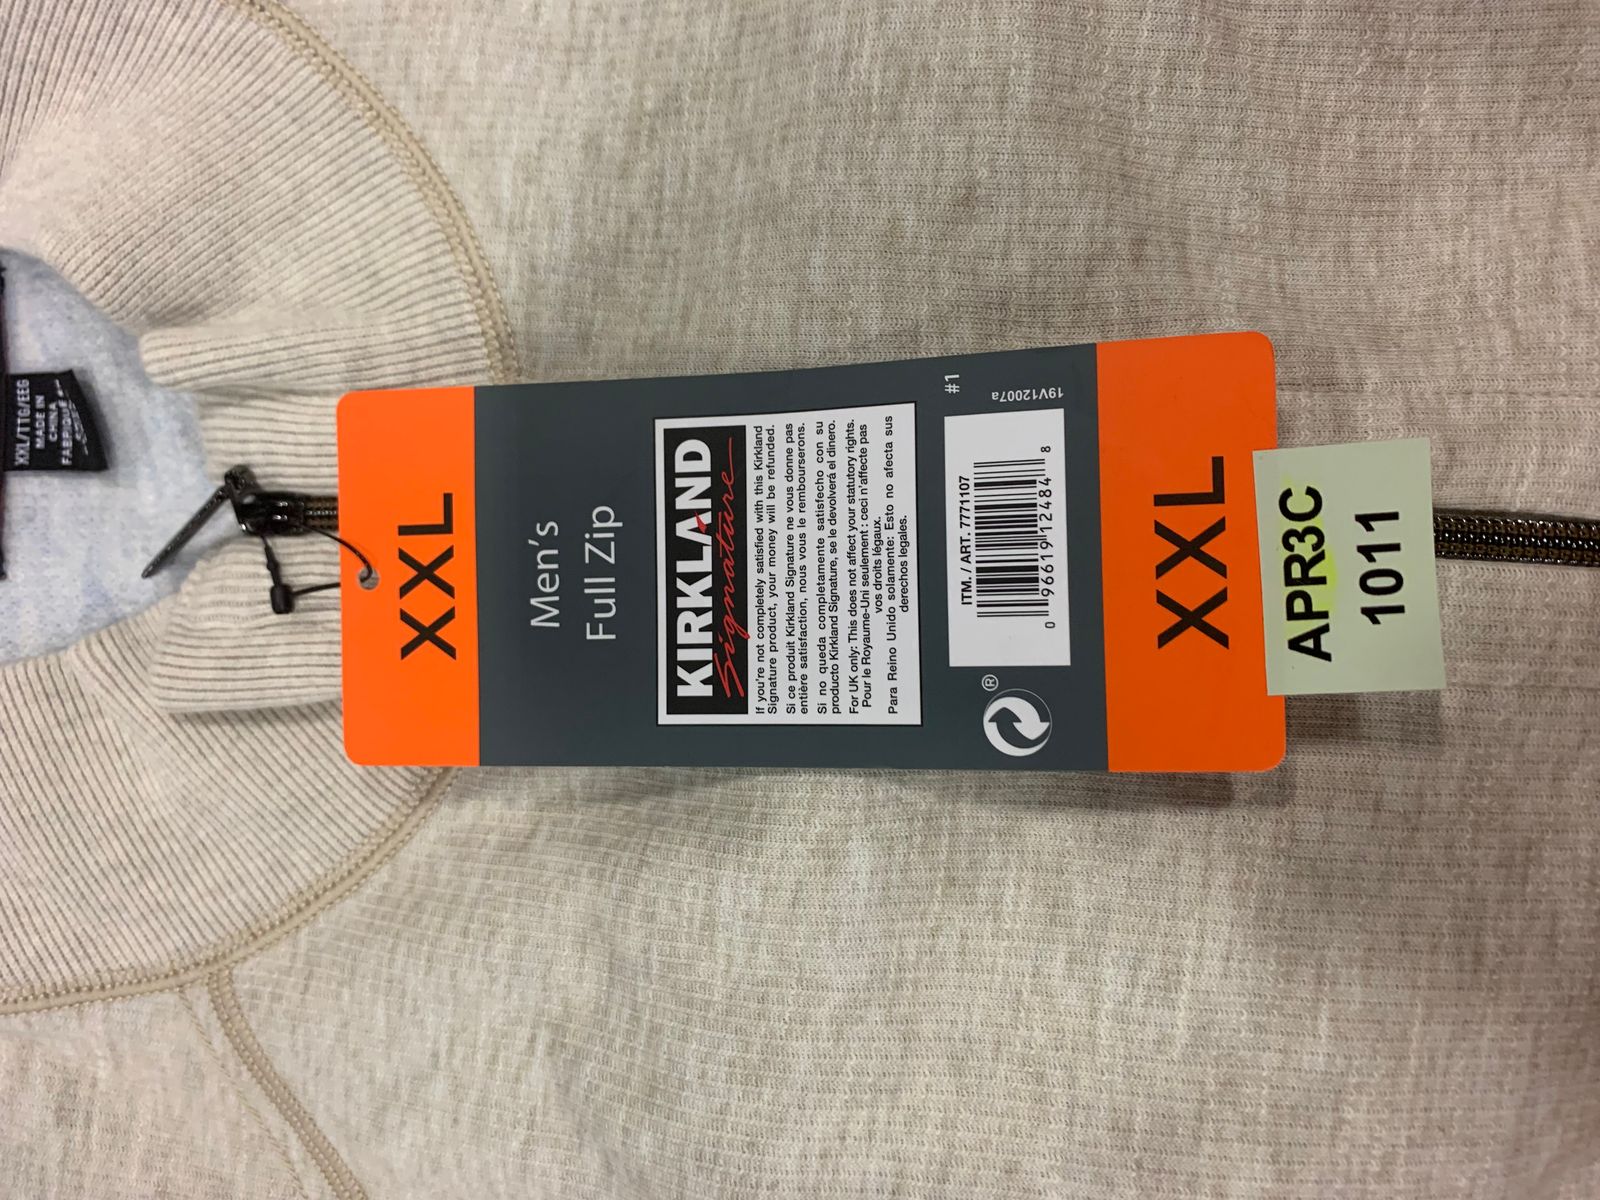 XXL/TTG/EEG
MADE IN
CHINA
FABRIQUÉ
XXL
Men's
Full Zip
KIRKLAND
Signature
If you're not completely satisfied with this Kirkland
Signature product, your money will be refunded.
Si ce produit Kirkland Signature ne vous donne pas
entière satisfaction, nous vous le rembourserons.
Si no queda completamente satisfecho con su
producto Kirkland Signature, se le devolverá el dinero.
For UK only: This does not affect your statutory rights.
Pour le Royaume-Uni seulement : ceci n'affecte pas
vos droits légaux.
Para Reino Unido solamente: Esto no afecta sus
derechos legales.
#1
ITM. / ART. 7771107
0 96619 12484 8
19V12007a
®
XXL
APR3C
1011